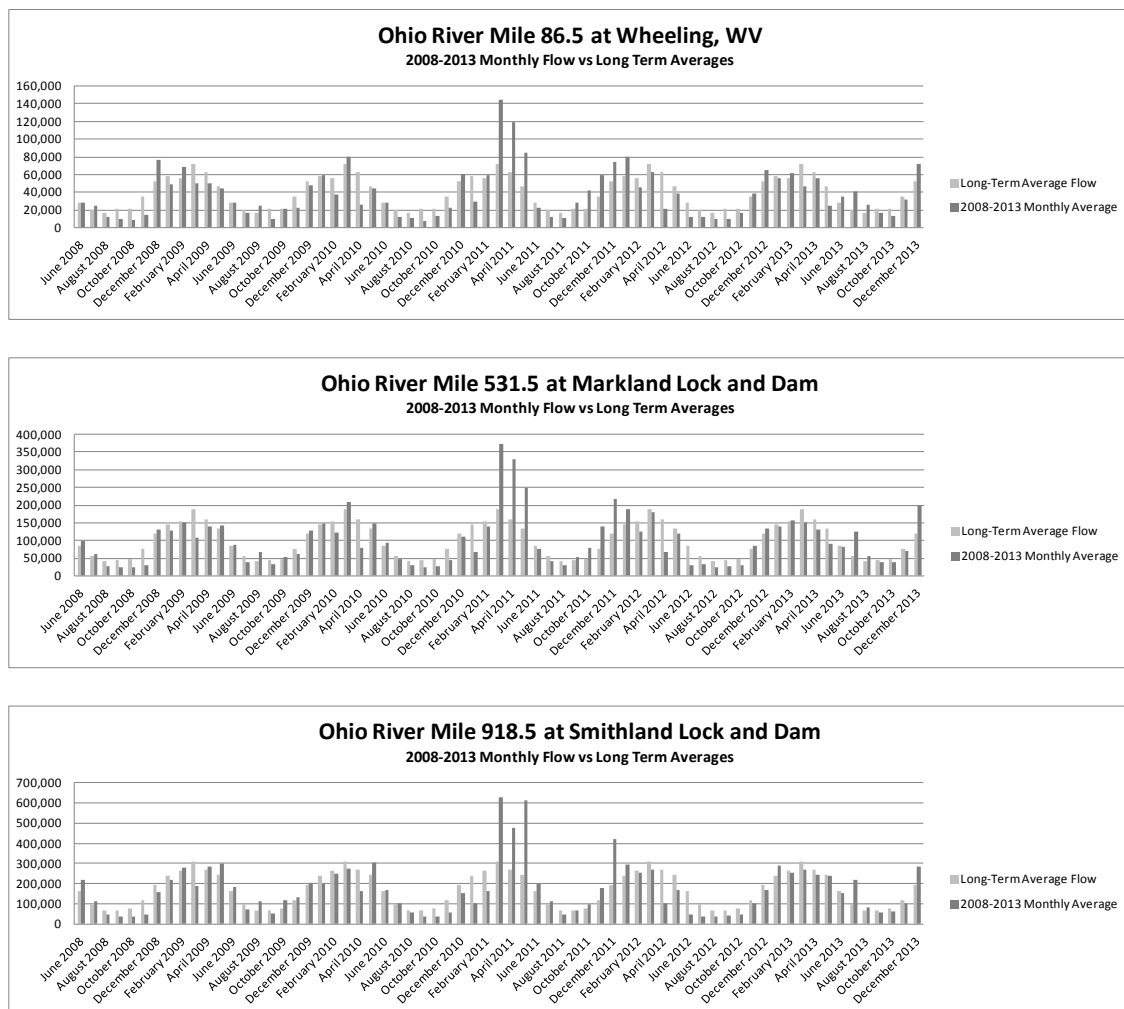 Ohio River Mile 86.5 at Wheeling, WV
2008-2013 Monthly Flow vs Long Term Averages
160,000
140,000
120,000
100,000
80,000
60,000
40,000
20,000
0
Long-Term Average Flow
2008-2013 Monthly Average
June 2008
August 2008
October 2008
December 2008
February 2009
April 2009
June 2009
August 2009
October 2009
December 2009
February 2010
April 2010
June 2010
August 2010
October 2010
December 2010
February 2011
April 2011
June 2011
August 2011
October 2011
December 2011
February 2012
April 2012
June 2012
August 2012
October 2012
December 2012
February 2013
April 2013
June 2013
August 2013
October 2013
December 2013
Ohio River Mile 531.5 at Markland Lock and Dam
2008-2013 Monthly Flow vs Long Term Averages
400,000
350,000
300,000
250,000
200,000
150,000
100,000
50,000
0
Long-Term Average Flow
2008-2013 Monthly Average
June 2008
August 2008
October 2008
December 2008
February 2009
April 2009
June 2009
August 2009
October 2009
December 2009
February 2010
April 2010
June 2010
August 2010
October 2010
December 2010
February 2011
April 2011
June 2011
August 2011
October 2011
December 2011
February 2012
April 2012
June 2012
August 2012
October 2012
December 2012
February 2013
April 2013
June 2013
August 2013
October 2013
December 2013
Ohio River Mile 918.5 at Smithland Lock and Dam
2008-2013 Monthly Flow vs Long Term Averages
700,000
600,000
500,000
400,000
300,000
200,000
100,000
0
Long-Term Average Flow
2008-2013 Monthly Average
June 2008
August 2008
October 2008
December 2008
February 2009
April 2009
June 2009
August 2009
October 2009
December 2009
February 2010
April 2010
June 2010
August 2010
October 2010
December 2010
February 2011
April 2011
June 2011
August 2011
October 2011
December 2011
February 2012
April 2012
June 2012
August 2012
October 2012
December 2012
February 2013
April 2013
June 2013
August 2013
October 2013
December 2013